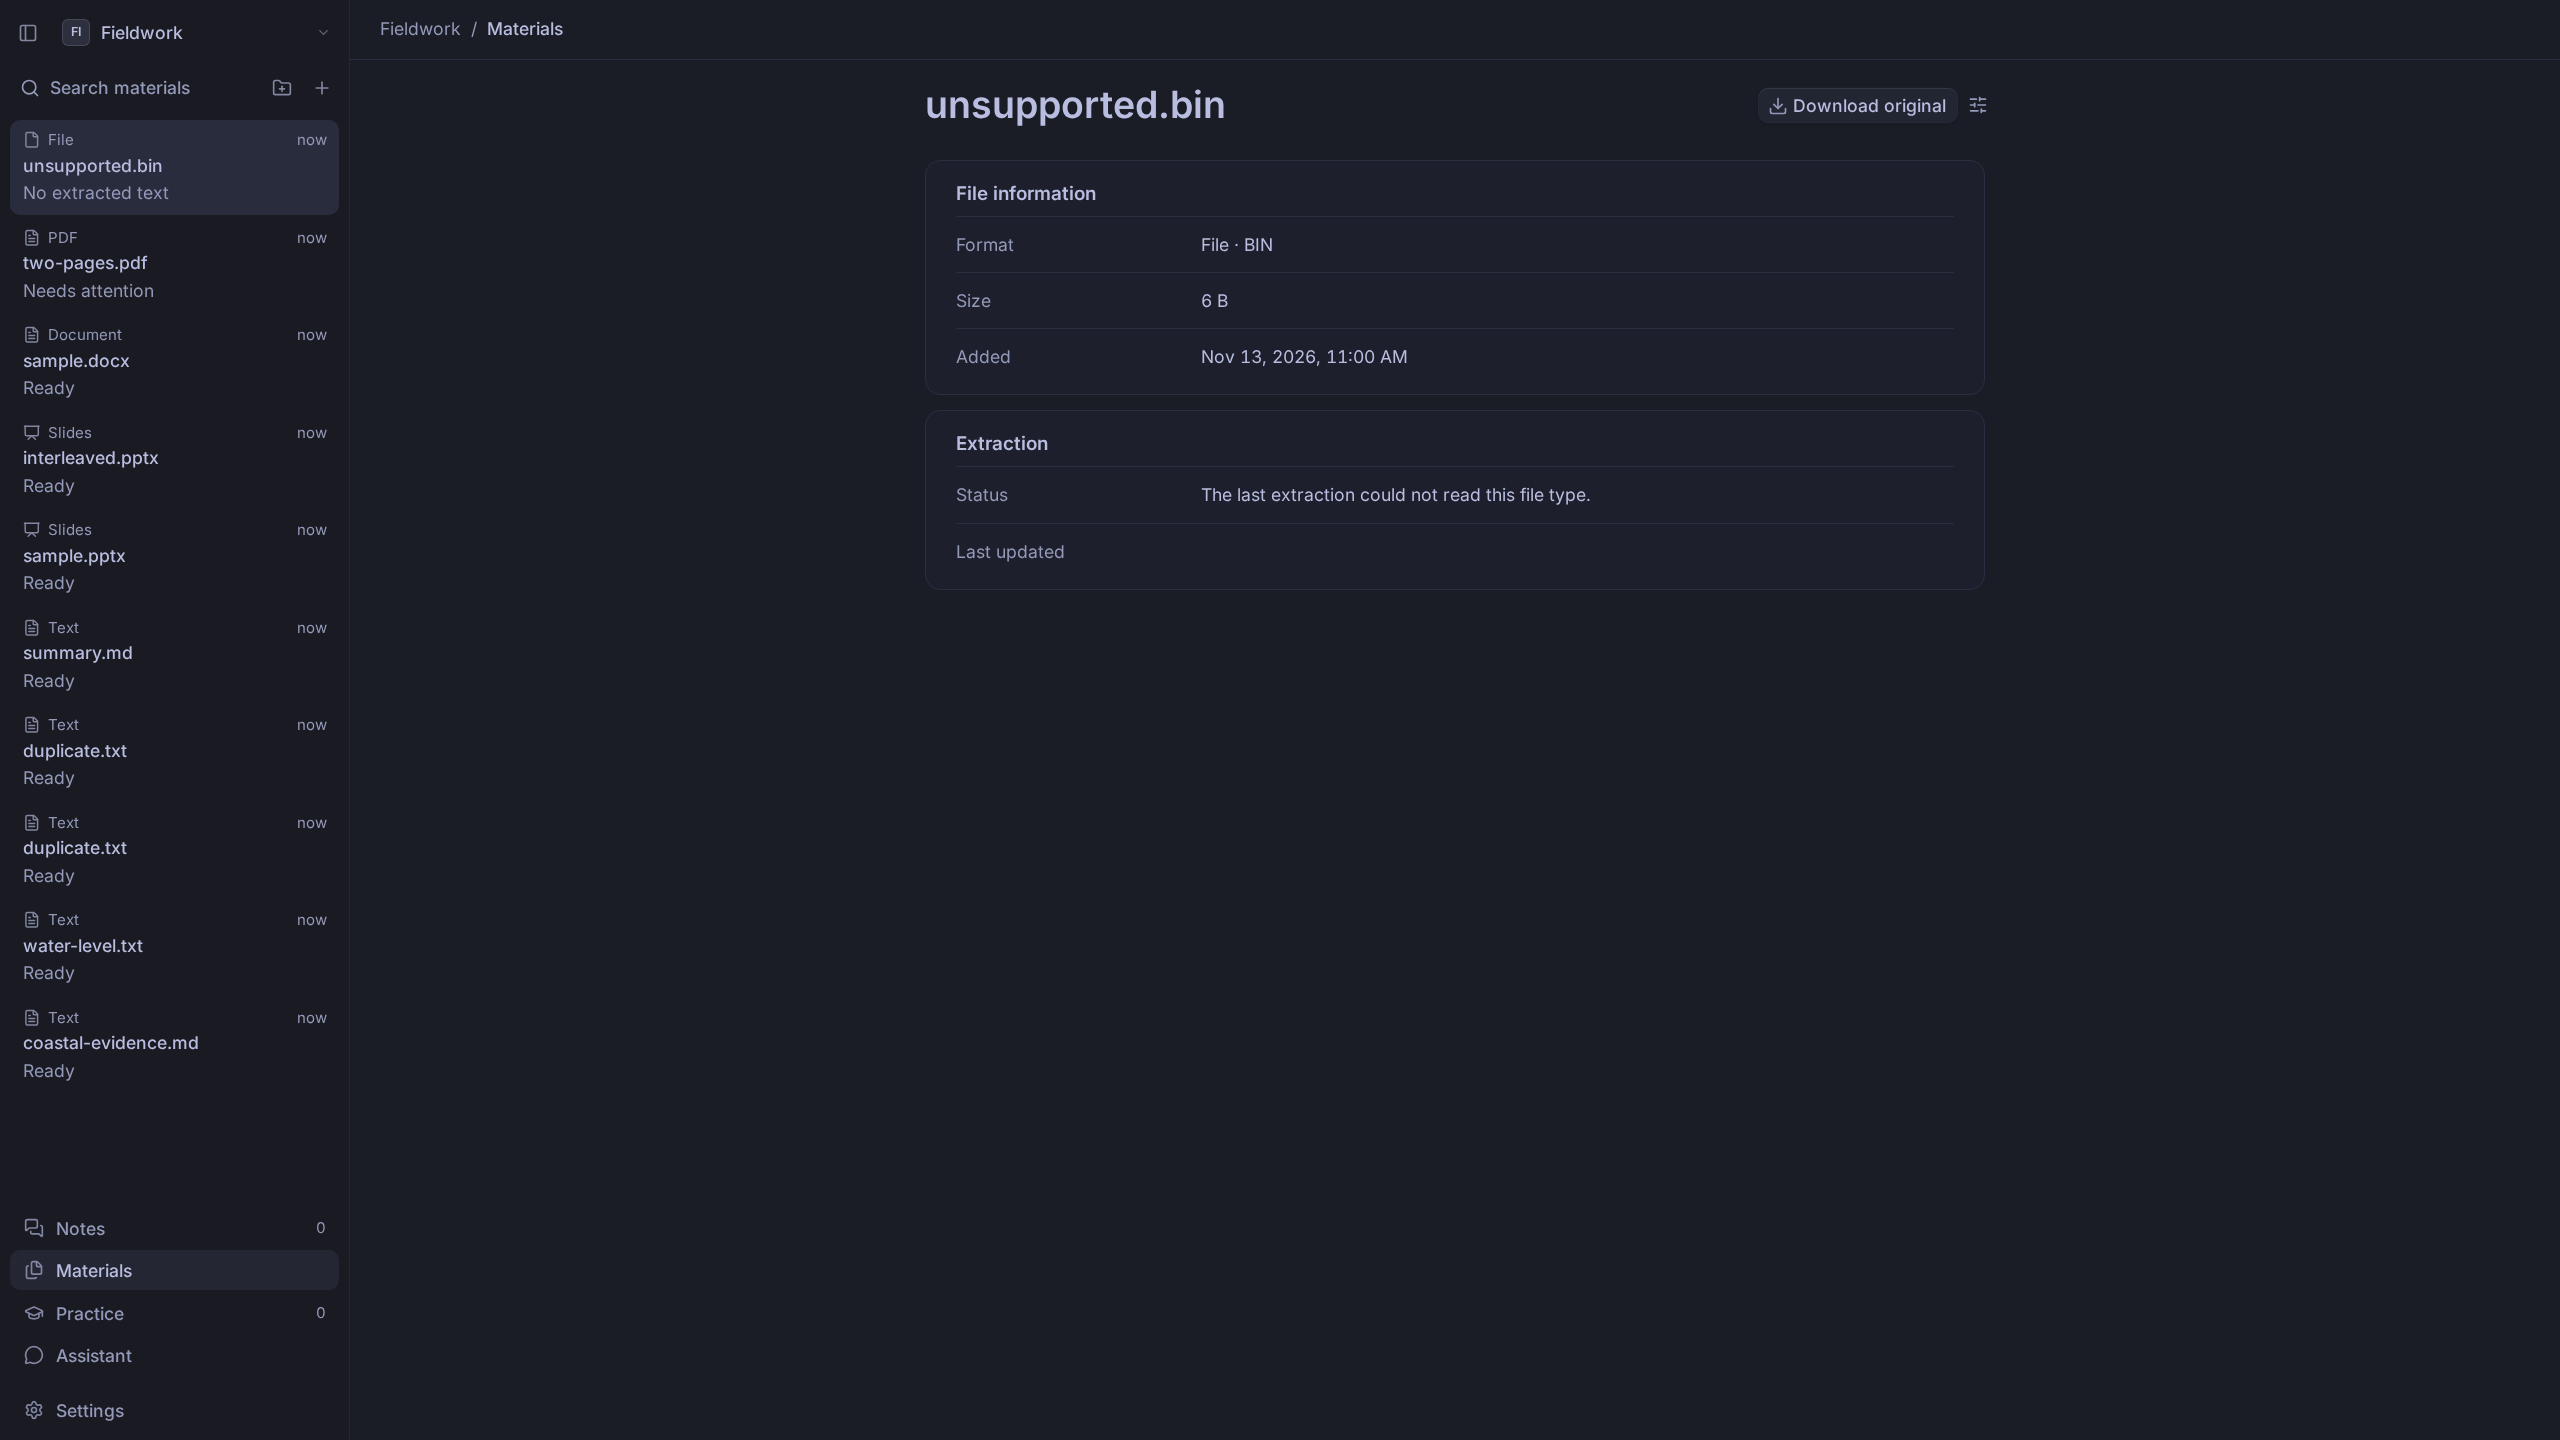 FI Fieldwork
Search materials
File now
unsupported.bin
No extracted text
PDF now
two-pages.pdf
Needs attention
Document now
sample.docx
Ready
Slides now
interleaved.pptx
Ready
Slides now
sample.pptx
Ready
Text now
summary.md
Ready
Text now
duplicate.txt
Ready
Text now
duplicate.txt
Ready
Text now
water-level.txt
Ready
Text now
coastal-evidence.md
Ready
Notes 0
Materials
Practice 0
Assistant
Settings
Fieldwork / Materials
unsupported.bin
Download original
File information
Format File · BIN
Size 6 B
Added Nov 13, 2026, 11:00 AM
Extraction
Status The last extraction could not read this file type.
Last updated